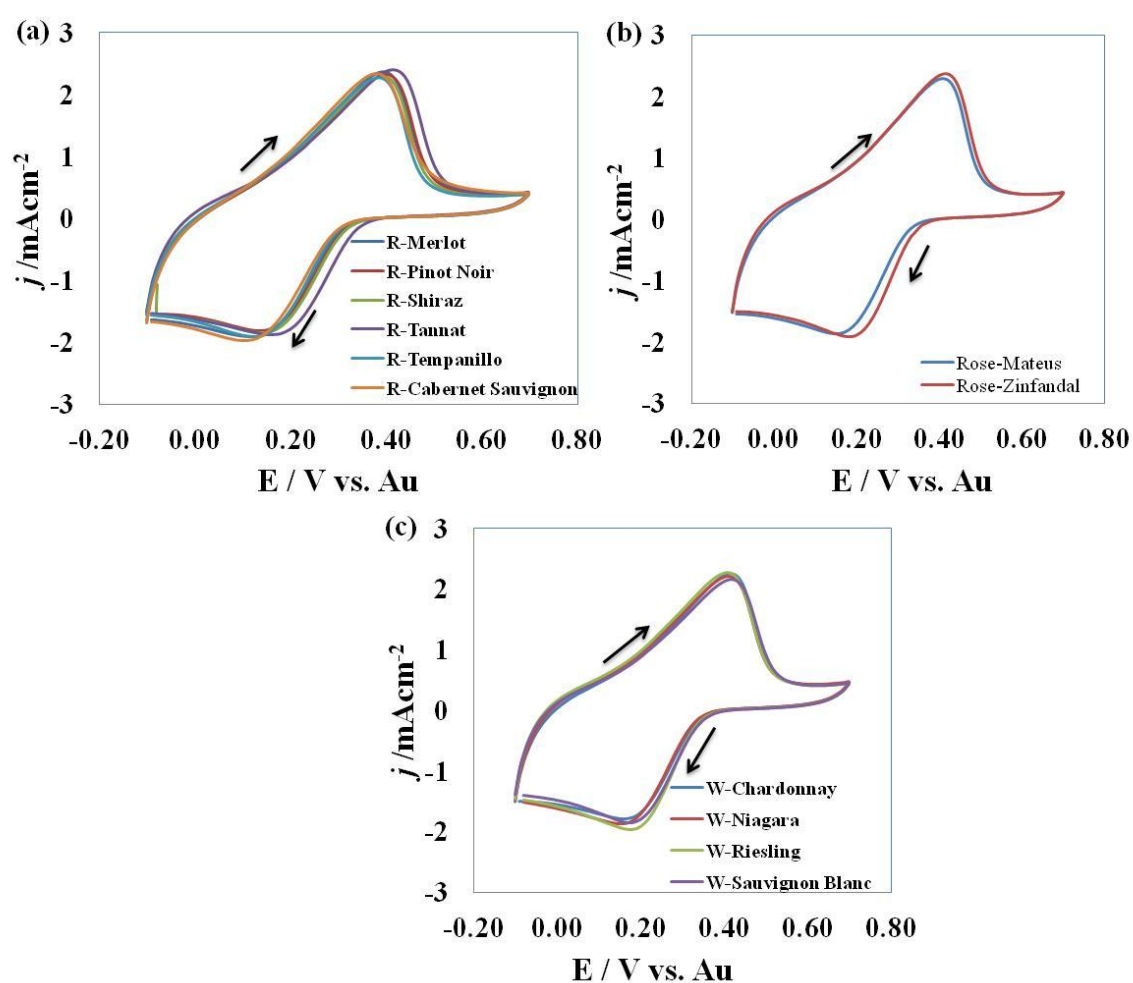 (a)
3
2
1
0
-1
-2
-3
j /mAcm-2
R-Merlot
R-Pinot Noir
R-Shiraz
R-Tannat
R-Tempanillo
R-Cabernet Sauvignon
-0.20 0.00 0.20 0.40 0.60 0.80
E / V vs. Au
(b)
3
2
1
0
-1
-2
-3
j /mAcm-2
Rose-Mateus
Rose-Zinfandal
-0.20 0.00 0.20 0.40 0.60 0.80
E / V vs. Au
(c)
3
2
1
0
-1
-2
-3
j /mAcm-2
W-Chardonnay
W-Niagara
W-Riesling
W-Sauvignon Blanc
-0.20 0.00 0.20 0.40 0.60 0.80
E / V vs. Au